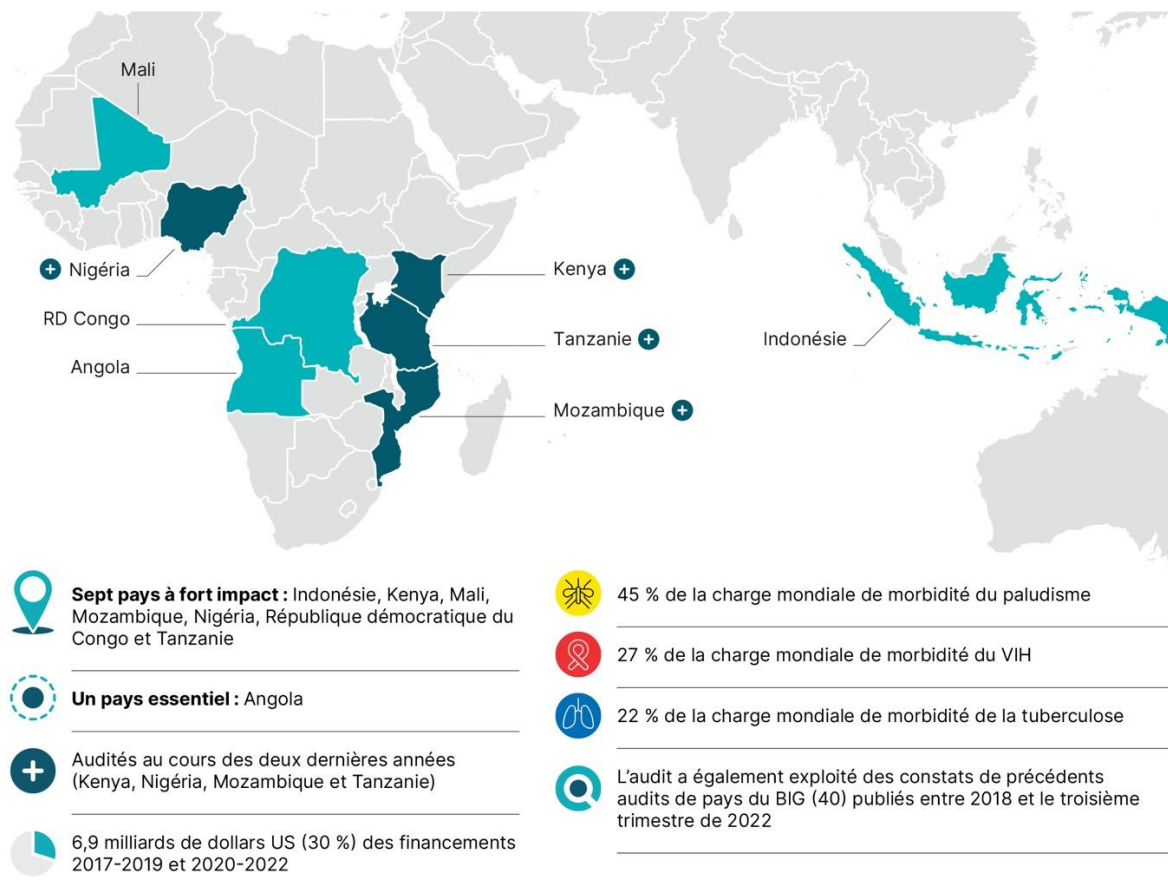 Mali
Nigéria
RD Congo
Angola
Kenya
Tanzanie
Mozambique
Indonésie
Sept pays à fort impact : Indonésie, Kenya, Mali,
Mozambique, Nigéria, République démocratique du
Congo et Tanzanie
Un pays essentiel : Angola
Audités au cours des deux dernières années
(Kenya, Nigéria, Mozambique et Tanzanie)
6,9 milliards de dollars US (30 %) des financements
2017-2019 et 2020-2022
45 % de la charge mondiale de morbidité du paludisme
27 % de la charge mondiale de morbidité du VIH
22 % de la charge mondiale de morbidité de la tuberculose
L’audit a également exploité des constats de précédents
audits de pays du BIG (40) publiés entre 2018 et le troisième
trimestre de 2022